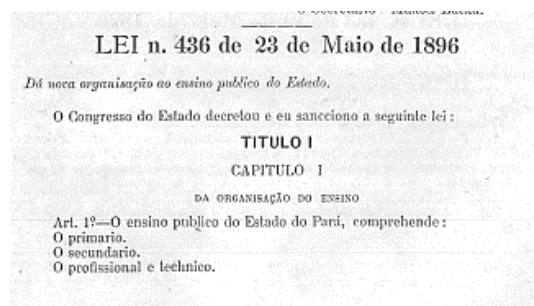 LEI n. 436 de 23 de Maio de 1896
Dá nova organisação ao ensino publico do Estado.
O Congresso do Estado decretou e eu sancciono a seguinte lei :
TITULO I
CAPITULO I
DA ORGANISAÇÃO DO ENSINO
Art. 1º—O ensino publico do Estado do Pará, comprehende :
O primario.
O secundario.
O profissional e technico.